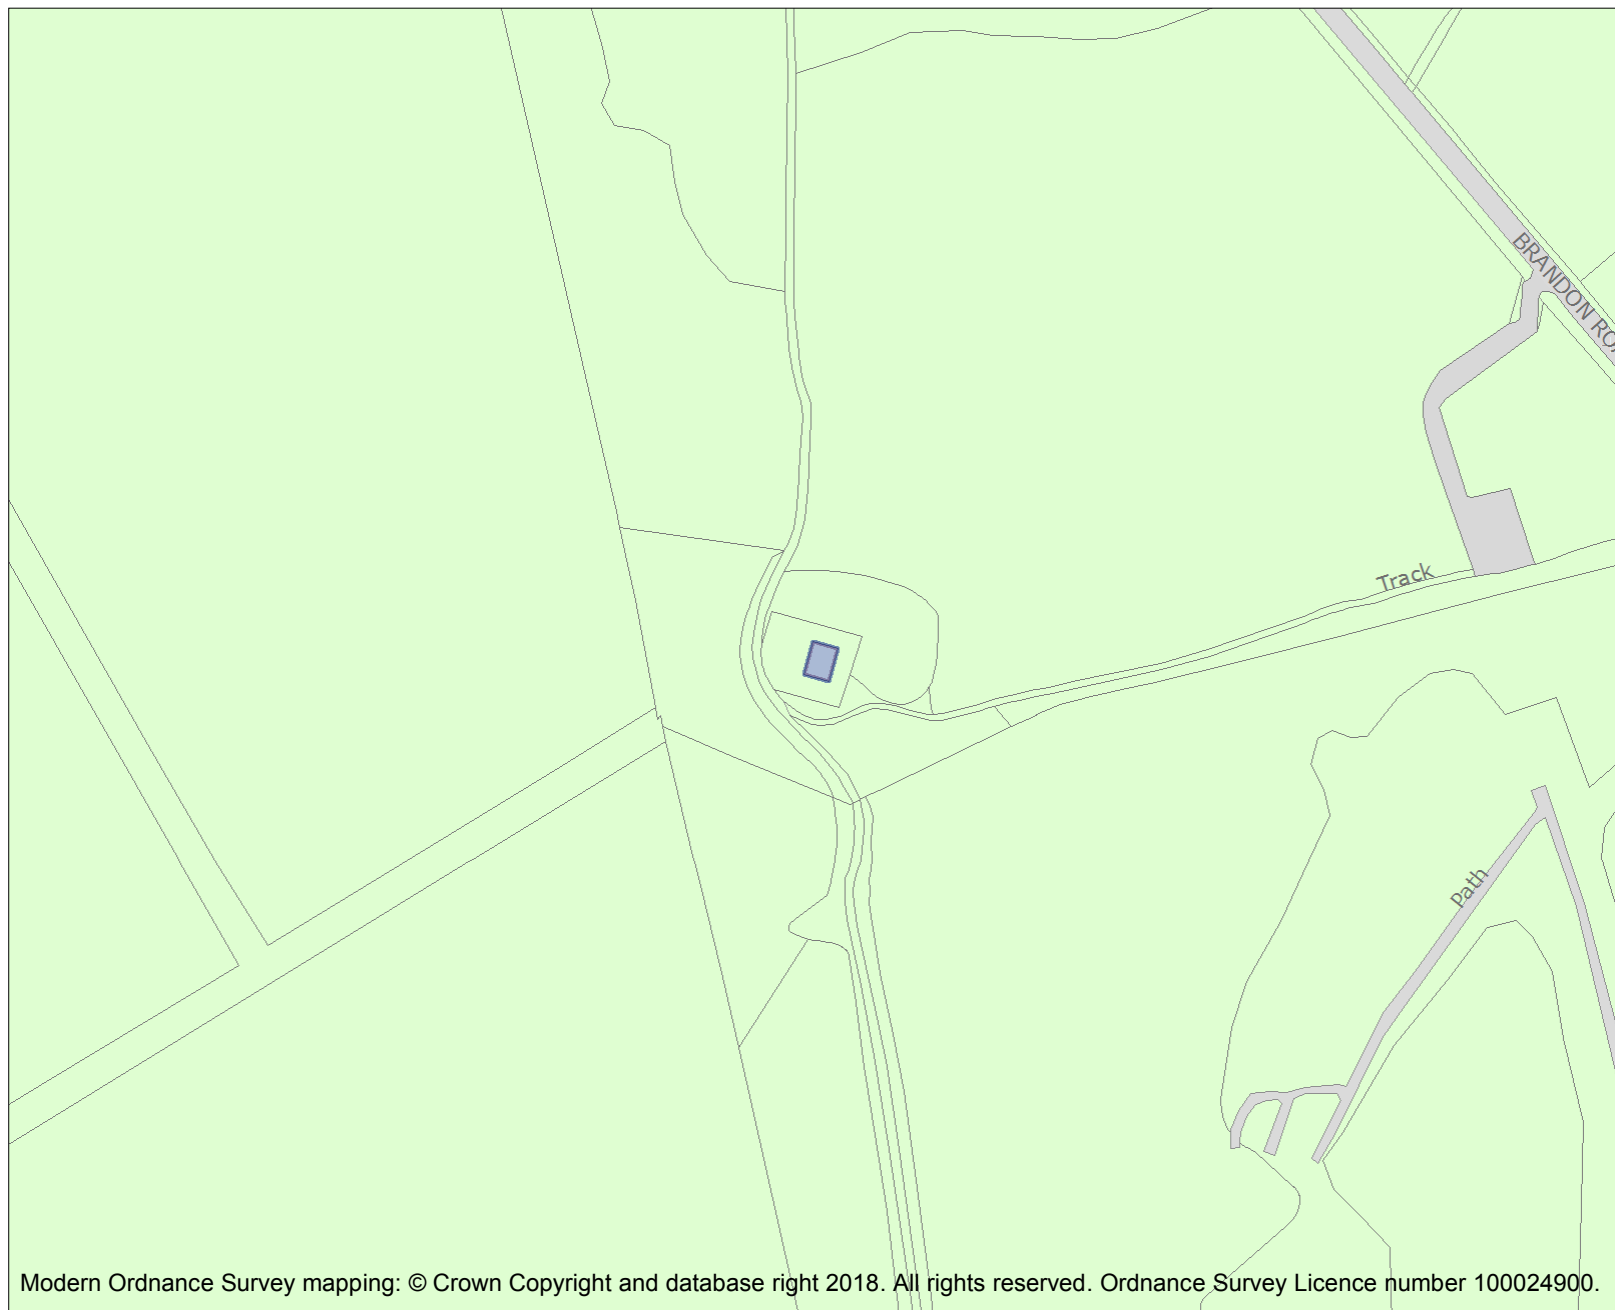 BRANDON RO
Track
Path
Modern Ordnance Survey mapping: © Crown Copyright and database right 2018. All rights reserved. Ordnance Survey Licence number 100024900.